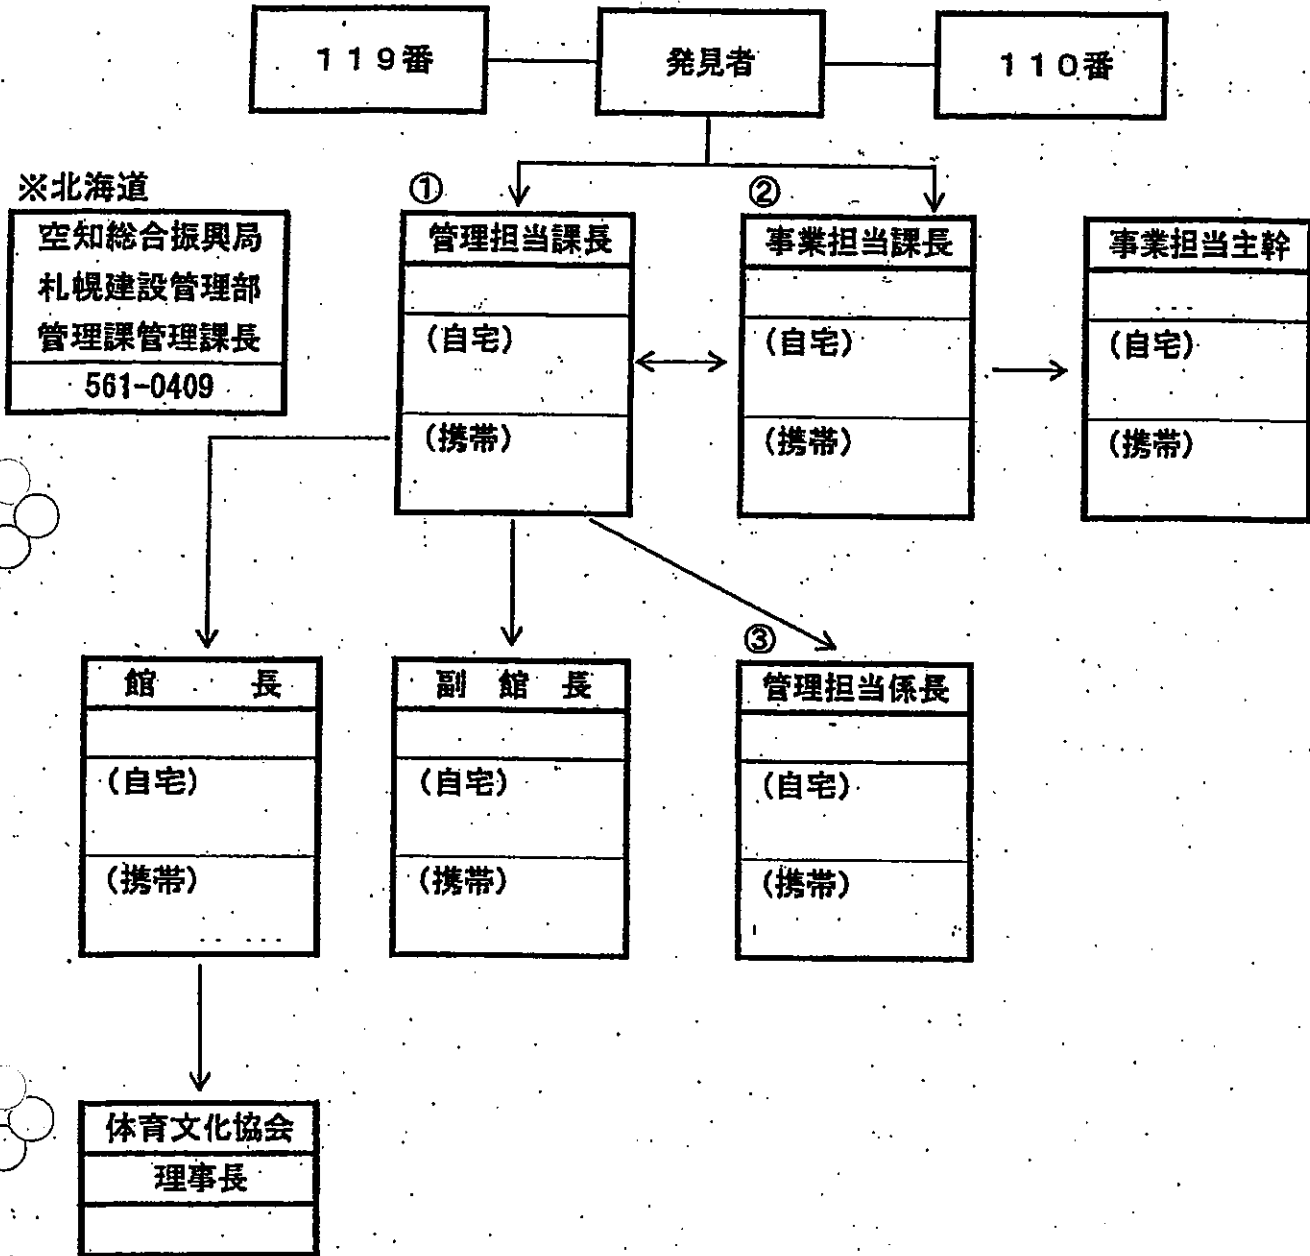 119番
発見者
110番
※北海道
空知総合振興局
札幌建設管理部
管理課管理課長
561-0409
①
管理担当課長
(自宅)
(携帯)
②
事業担当課長
(自宅)
(携帯)
事業担当主幹
(自宅)
(携帯)
館 長
(自宅)
(携帯)
副 館 長
(自宅)
(携帯)
③
管理担当係長
(自宅)
(携帯)
体育文化協会
理事長